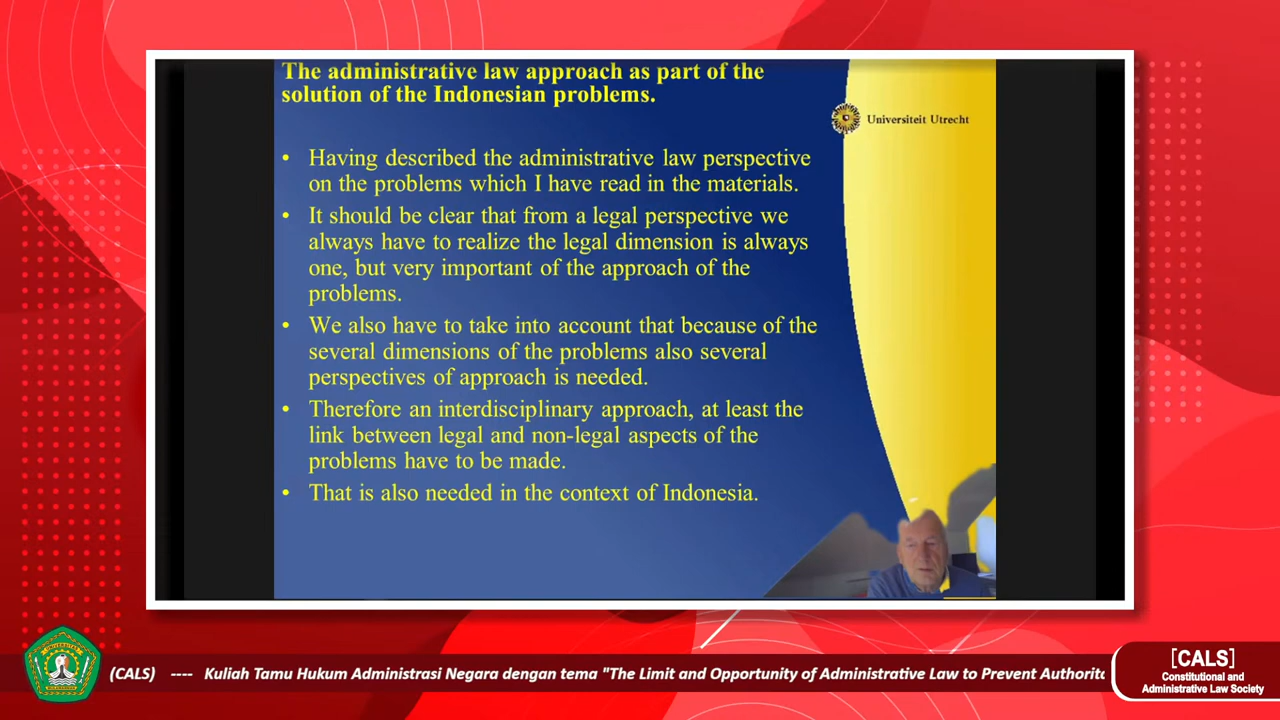 The administrative law approach as part of the
solution of the Indonesian problems.
Universiteit Utrecht
• Having described the administrative law perspective
on the problems which I have read in the materials.
• It should be clear that from a legal perspective we
always have to realize the legal dimension is always
one, but very important of the approach of the
problems.
• We also have to take into account that because of the
several dimensions of the problems also several
perspectives of approach is needed.
• Therefore an interdisciplinary approach, at least the
link between legal and non-legal aspects of the
problems have to be made.
• That is also needed in the context of Indonesia.
(CALS) ---- Kuliah Tamu Hukum Administrasi Negara dengan tema "The Limit and Opportunity of Administrative Law to Prevent Authorita
[CALS]
Constitutional and
Administrative Law Society